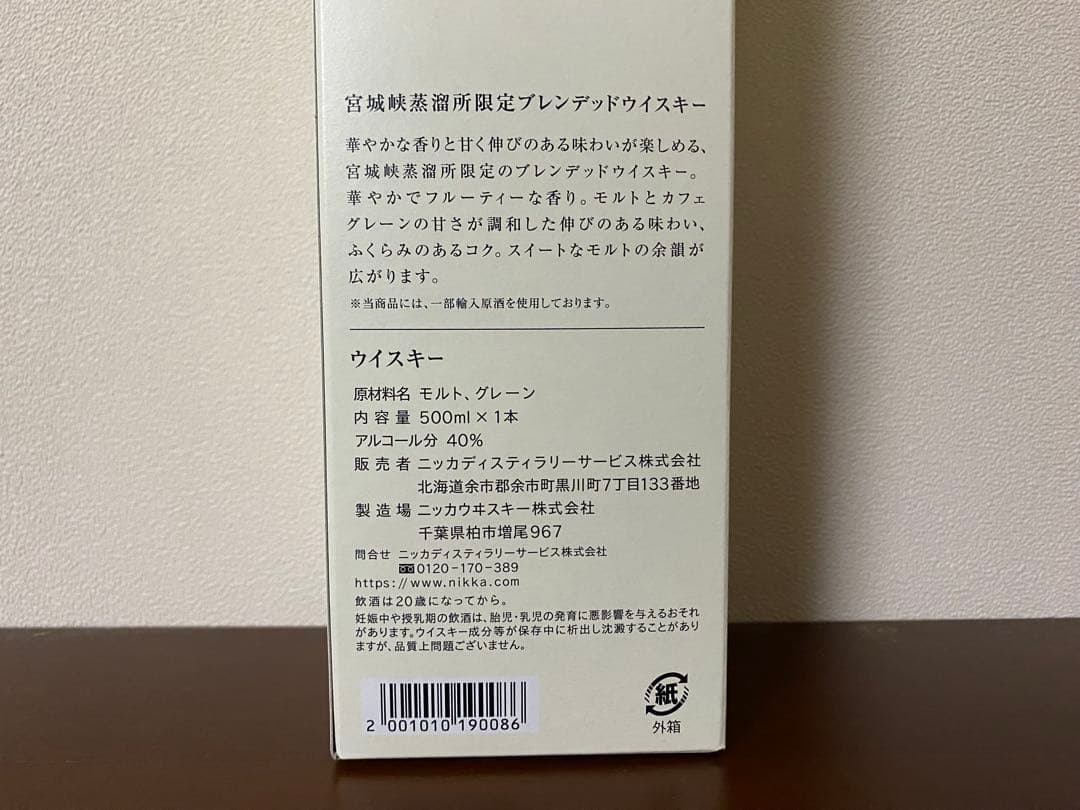 宮城峡蒸溜所限定ブレンデッドウイスキー
華やかな香りと甘く伸びのある味わいが楽しめる、
宮城峡蒸溜所限定のブレンデッドウイスキー。
華やかでフルーティーな香り。モルトとカフェ
グレーンの甘さが調和した伸びのある味わい、
ふくらみのあるコク。スイートなモルトの余韻が
広がります。
※当商品には、一部輸入原酒を使用しております。
ウイスキー
原材料名 モルト、グレーン
内容量 500ml×1本
アルコール分 40%
販売者 ニッカディスティラリーサービス株式会社
北海道余市郡余市町黒川町7丁目133番地
製造場 ニッカウヰスキー株式会社
千葉県柏市増尾967
問合せ ニッカディスティラリーサービス株式会社
0120-170-389
https://www.nikka.com
飲酒は20歳になってから。
妊娠中や授乳期の飲酒は、胎児・乳児の発育に悪影響を与えるおそれ
があります。ウイスキー成分等が保存中に析出し沈澱することがあり
ますが、品質上問題ございません。
2 001010 190086
紙
外箱